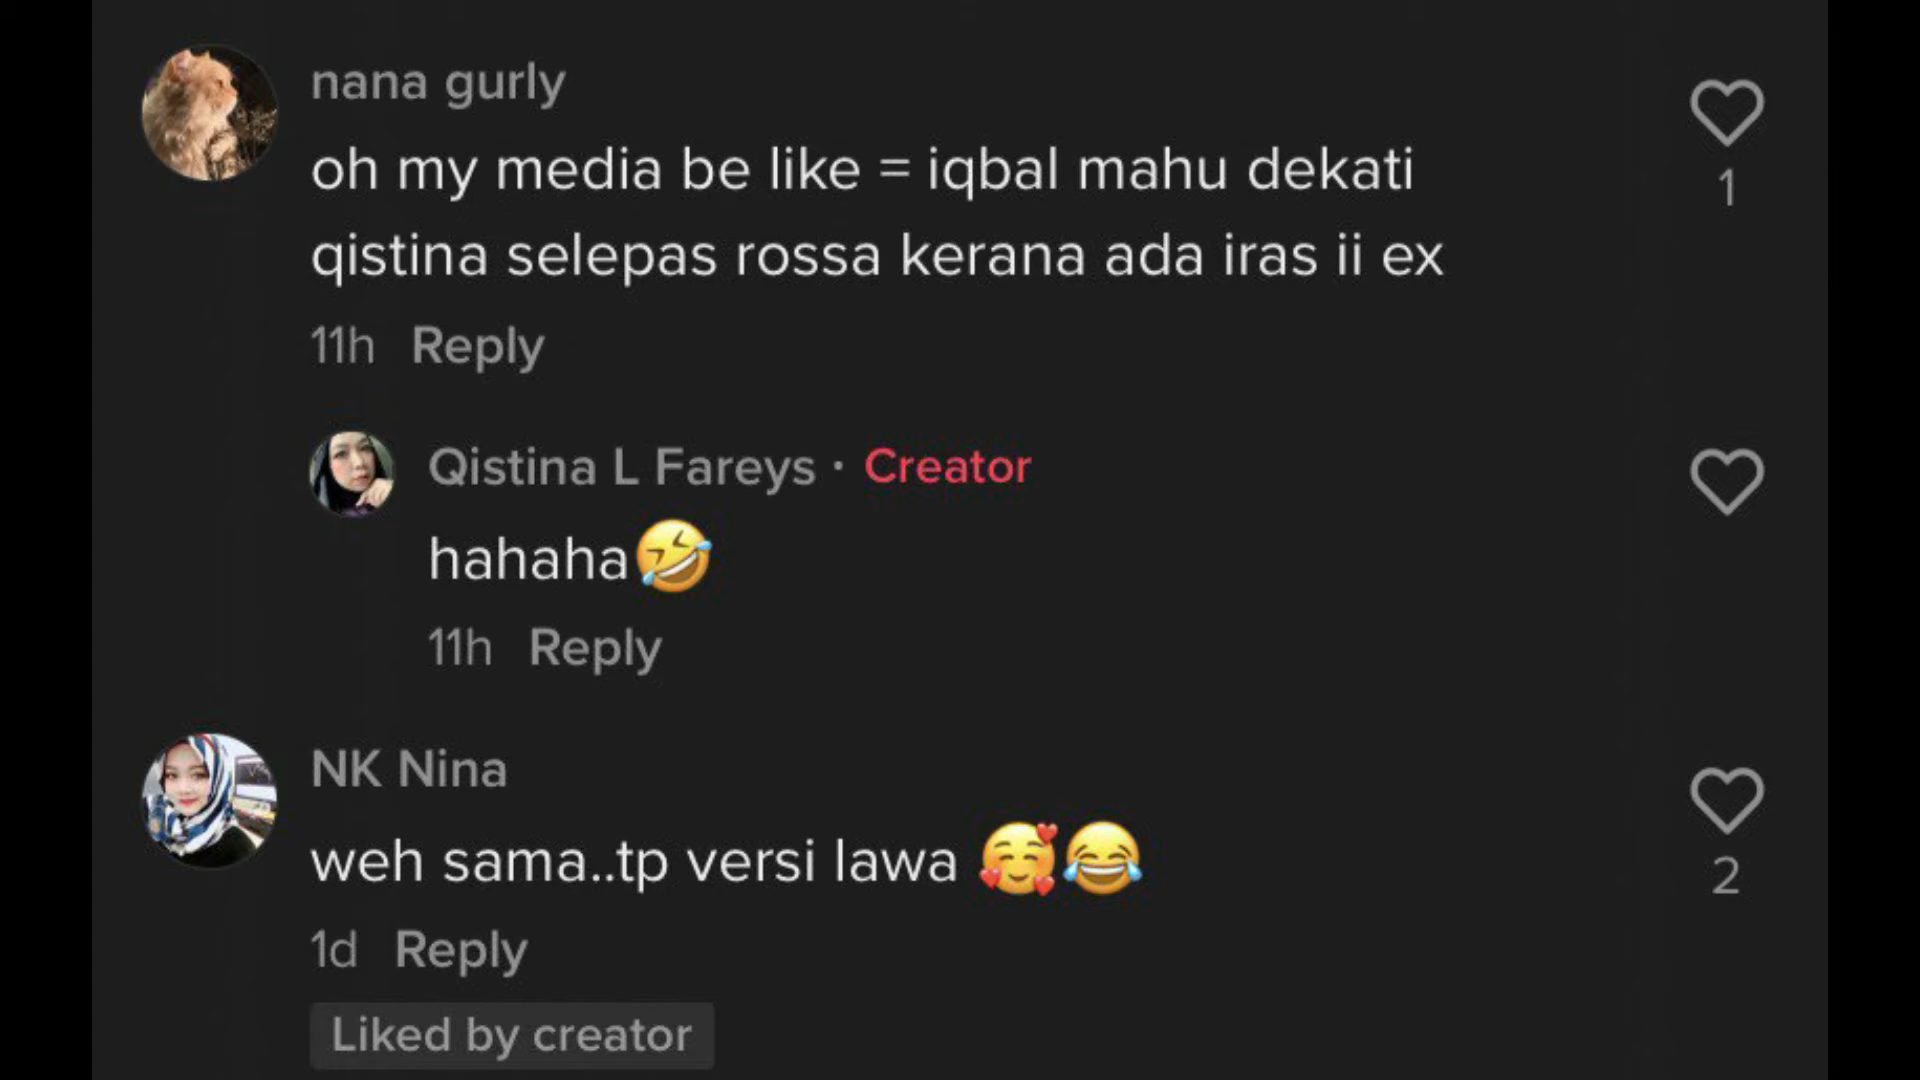 nana gurly
oh my media be like = iqbal mahu dekati
qistina selepas rossa kerana ada iras ii ex
1
11h Reply
Qistina L Fareys · Creator
hahaha🤣
11h Reply
NK Nina
weh sama..tp versi lawa 🥰😂
2
1d Reply
Liked by creator